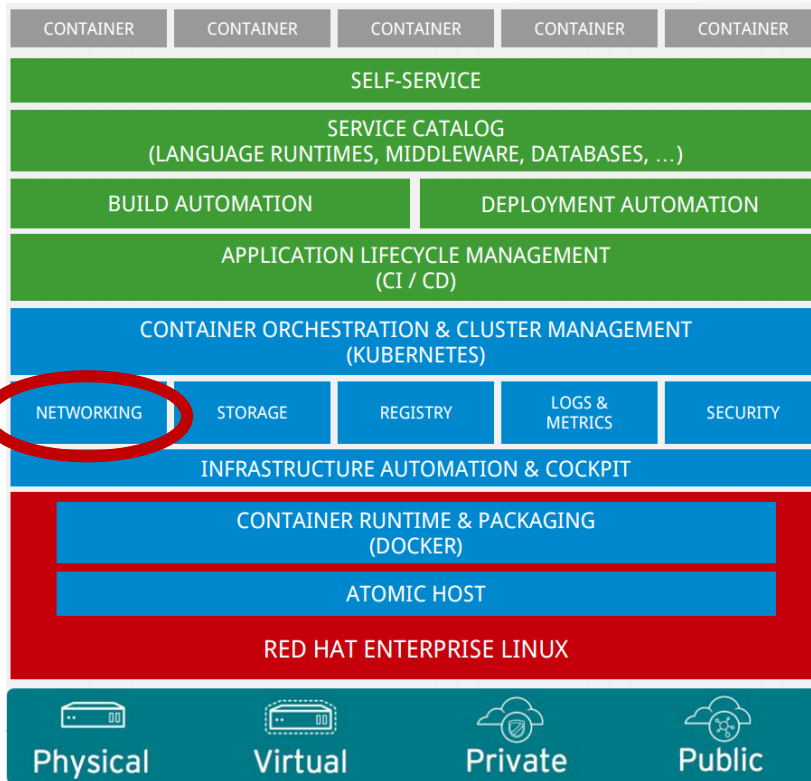 CONTAINER CONTAINER CONTAINER CONTAINER CONTAINER
SELF-SERVICE
SERVICE CATALOG
(LANGUAGE RUNTIMES, MIDDLEWARE, DATABASES, ...)
BUILD AUTOMATION DEPLOYMENT AUTOMATION
APPLICATION LIFECYCLE MANAGEMENT
(CI / CD)
CONTAINER ORCHESTRATION & CLUSTER MANAGEMENT
(KUBERNETES)
NETWORKING
STORAGE
REGISTRY
LOGS &
METRICS
SECURITY
INFRASTRUCTURE AUTOMATION & COCKPIT
CONTAINER RUNTIME & PACKAGING
(DOCKER)
ATOMIC HOST
RED HAT ENTERPRISE LINUX
Physical Virtual Private Public